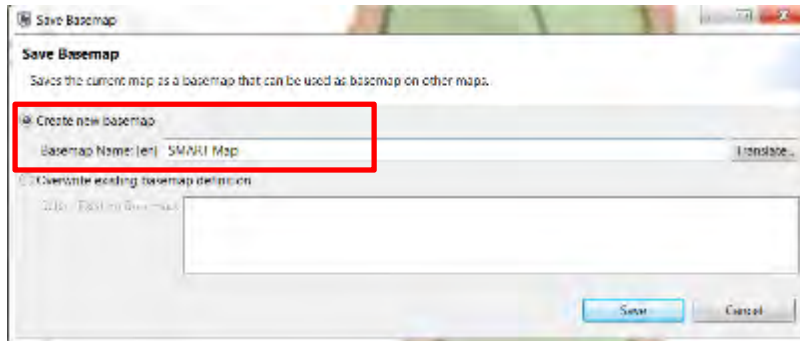 Save Basemap
Save Basemap
Saves the current map as a basemap that can be used as basemap on other maps.
Create new basemap
Basemap Name: [en] SMART Map Translate...
Overwrite existing basemap definition
Save Cancel